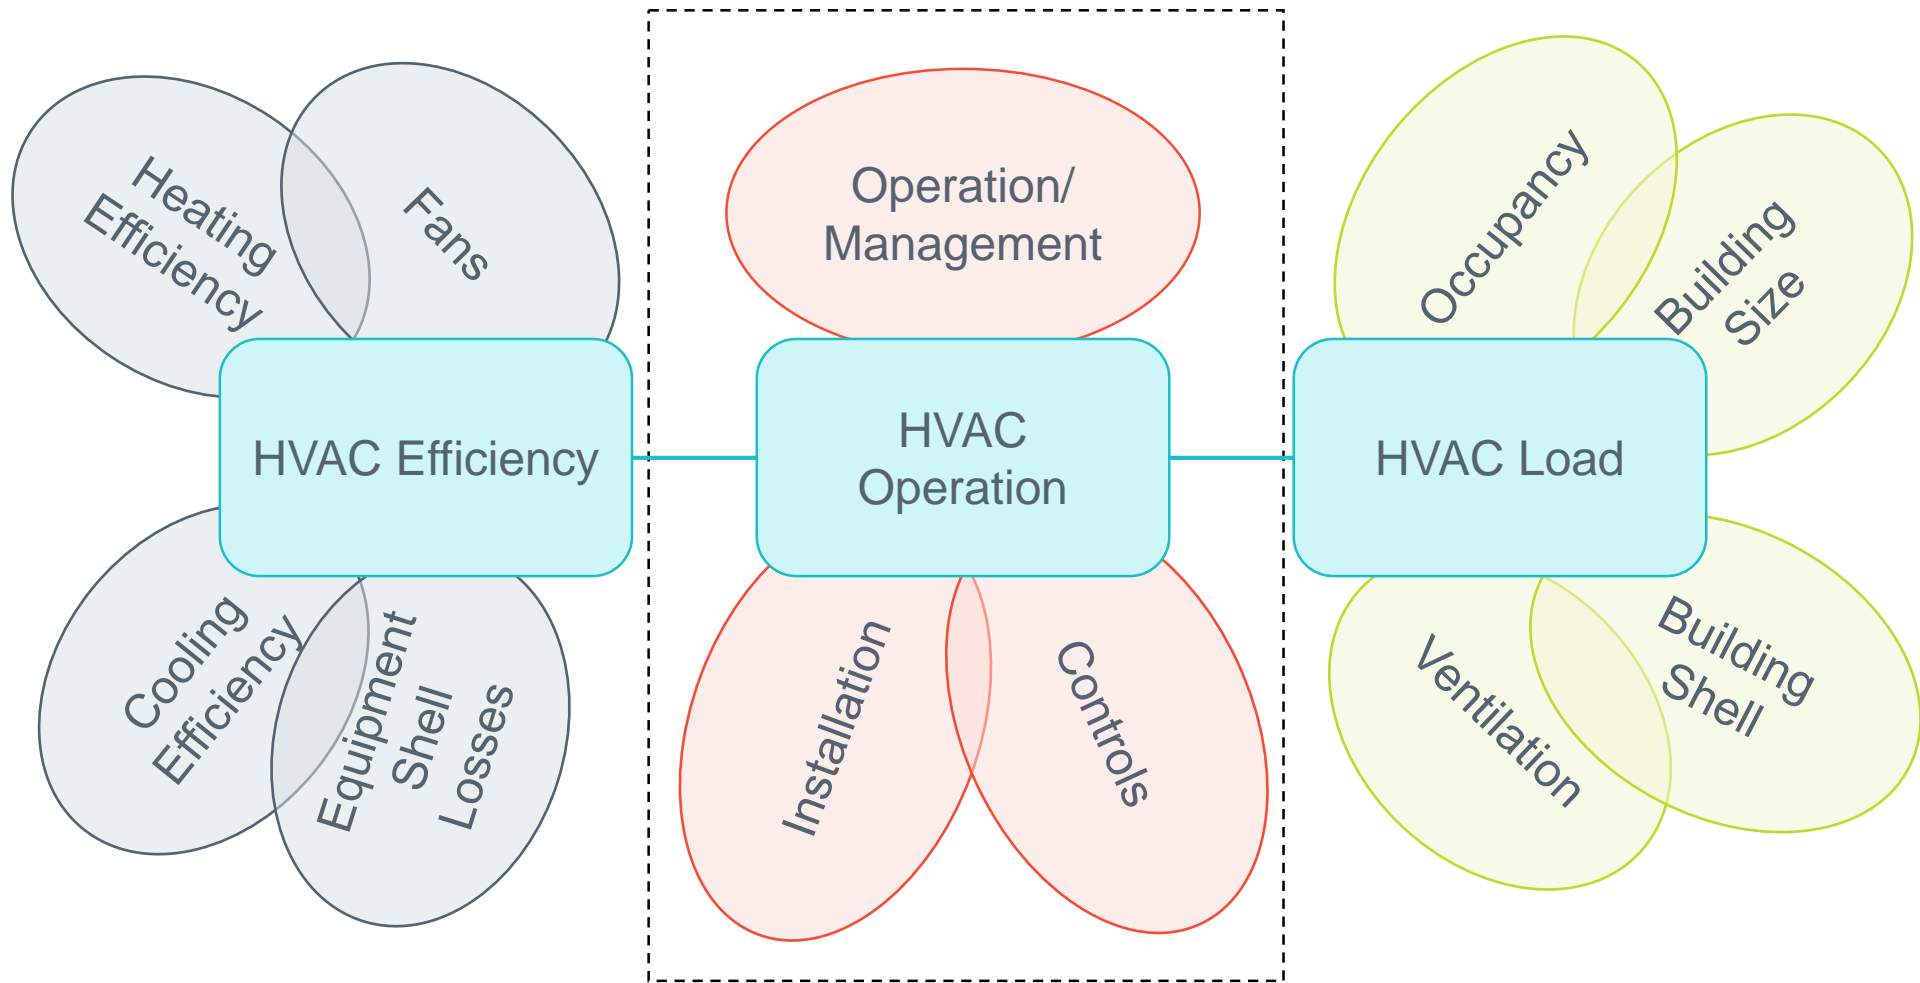 Heating
Efficiency
Fans
HVAC Efficiency
Cooling
Efficiency
Equipment
Shell
Losses
Operation/
Management
HVAC
Operation
Installation
Controls
Occupancy
Building
Size
HVAC Load
Ventilation
Building
Shell